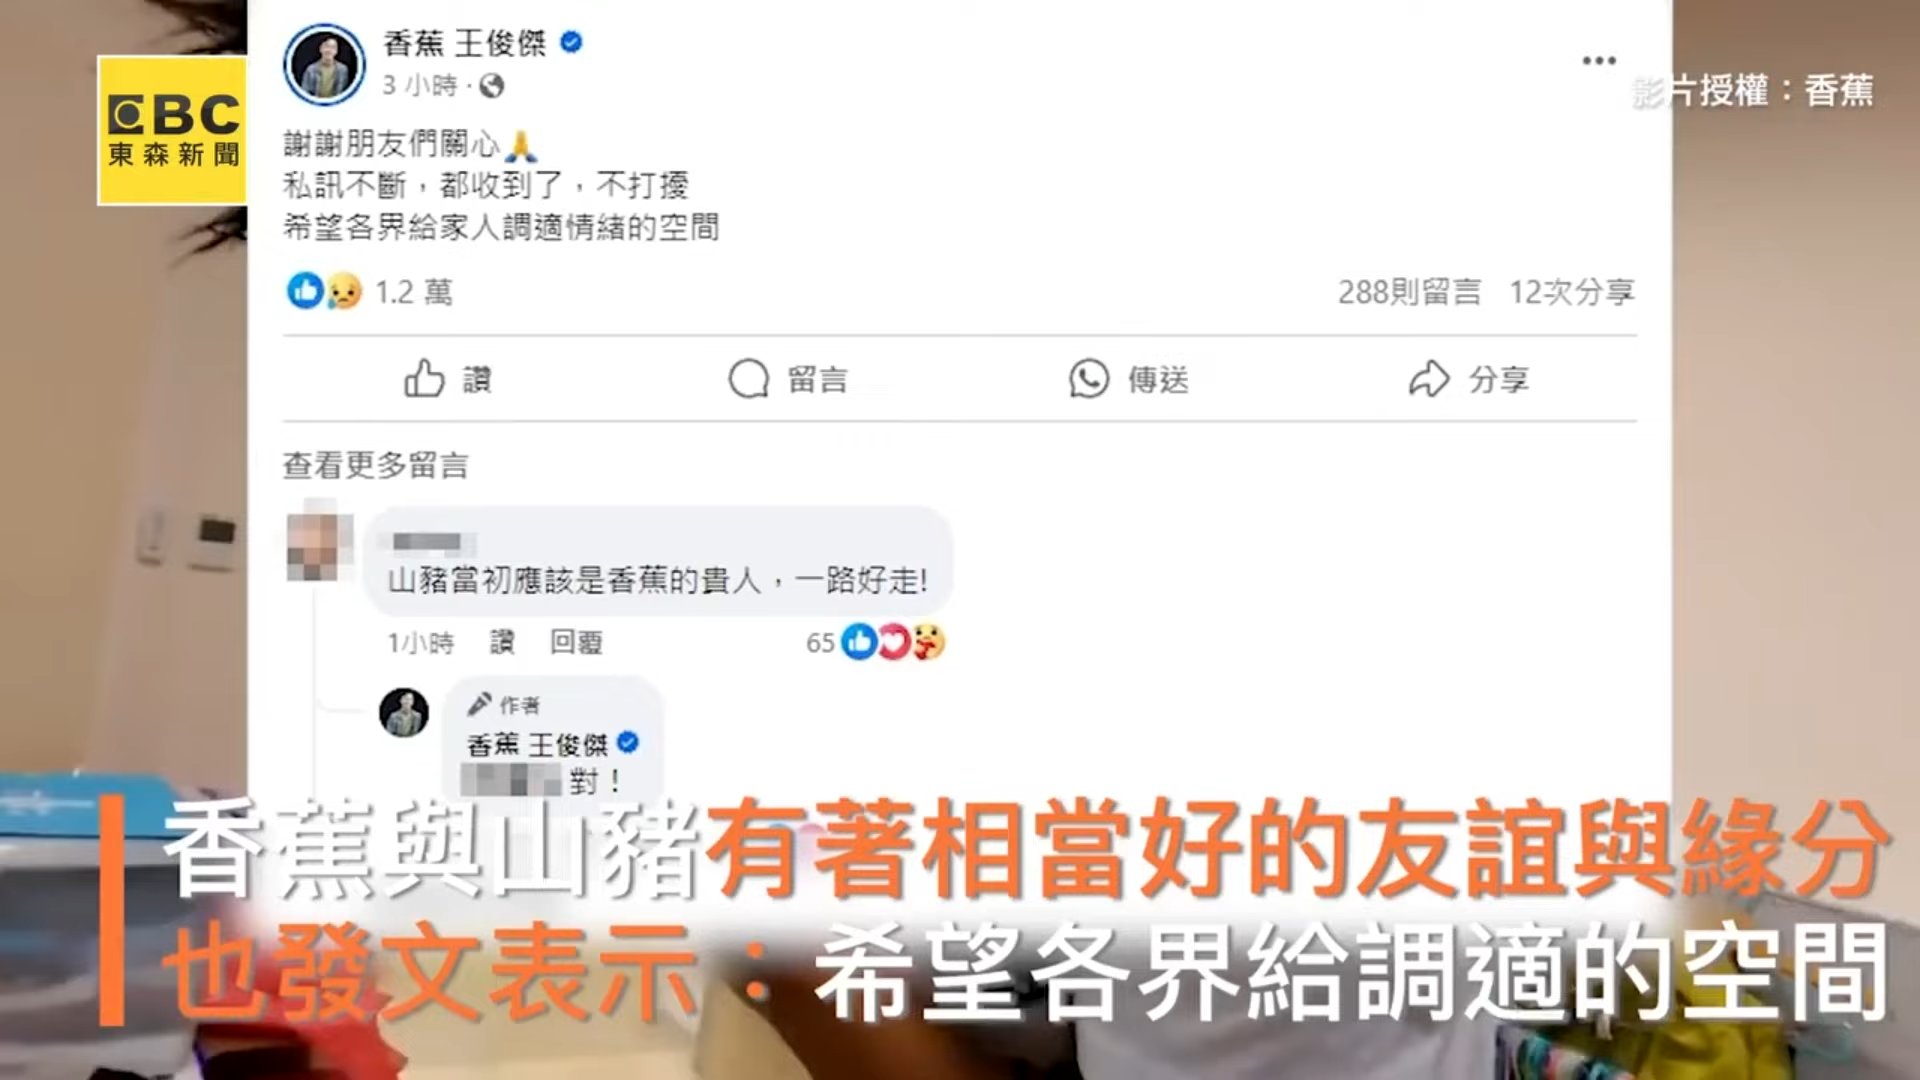 香蕉 王俊傑
3 小時
影片授權：香蕉
EBC
東森新聞
謝謝朋友們關心🙏
私訊不斷，都收到了，不打擾
希望各界給家人調適情緒的空間
1.2 萬
288則留言 12次分享
讚 留言 傳送 分享
查看更多留言
山豬當初應該是香蕉的貴人，一路好走!
1小時 讚 回覆 65
作者
香蕉 王俊傑
對！
香蕉與山豬有著相當好的友誼與緣分
也發文表示：希望各界給調適的空間